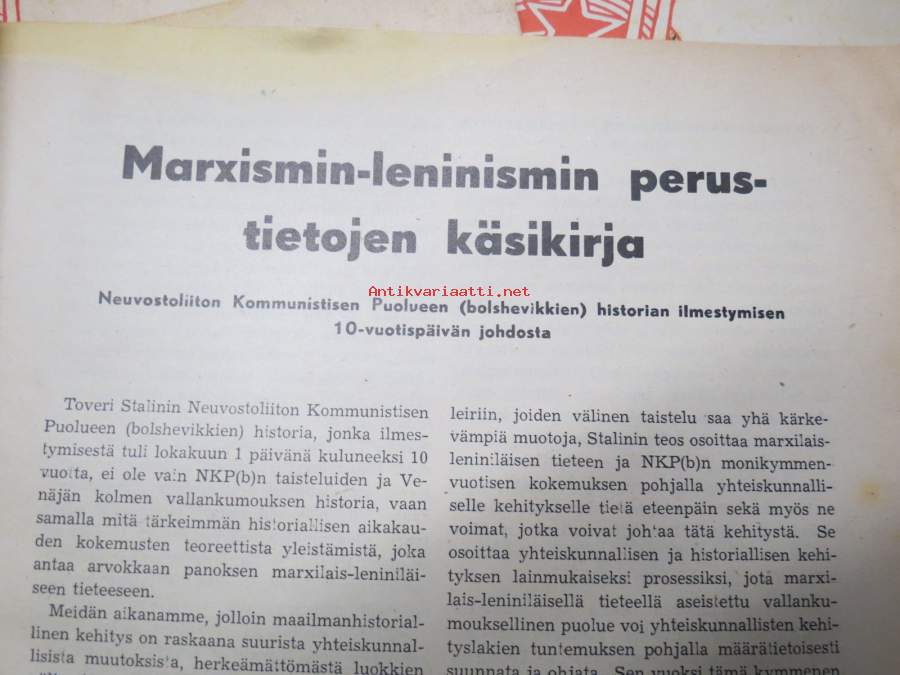 Marxismin-leninismin perus-
tietojen käsikirja
Antikvariaatti.net
Neuvostoliiton Kommunistisen Puolueen (bolshevikkien) historian ilmestymisen
10-vuotispäivän johdosta
Toveri Stalinin Neuvostoliiton Kommunistisen
Puolueen (bolshevikkien) historia, jonka ilmes-
tymisestä tuli lokakuun 1 päivänä kuluneeksi 10
vuotta, ei ole vain NKP(b)n taisteluiden ja Ve-
näjän kolmen vallankumouksen historia, vaan
samalla mitä tärkeimmän historiallisen aikakau-
den kokemusten teoreettista yleistämistä, joka
antaa arvokkaan panoksen marxilais-leniniläi-
seen tieteeseen.
Meidän aikanamme, jolloin maailmanhistorial-
linen kehitys on raskaana suurista yhteiskunnal-
lisista muutoksista, herkeämättömästä luokkien
leiriin, joiden välinen taistelu saa yhä kärke-
vämpiä muotoja, Stalinin teos osoittaa marxilais-
leniniläisen tieteen ja NKP(b)n monikymmen-
vuotisen kokemuksen pohjalla yhteiskunnalli-
selle kehitykselle tietä eteenpäin sekä myös ne
voimat, jotka voivat johtaa tätä kehitystä. Se
osoittaa yhteiskunnallisen ja historiallisen kehi-
tyksen lainmukaiseksi prosessiksi, jota marxi-
lais-leniniläisellä tieteellä aseistettu vallanku-
mouksellinen puolue voi yhteiskunnallisten kehi-
tyslakien tuntemuksen pohjalla määrätietoisesti
suunnata ja ohjata. Sen vuoksi tämä kymmenen